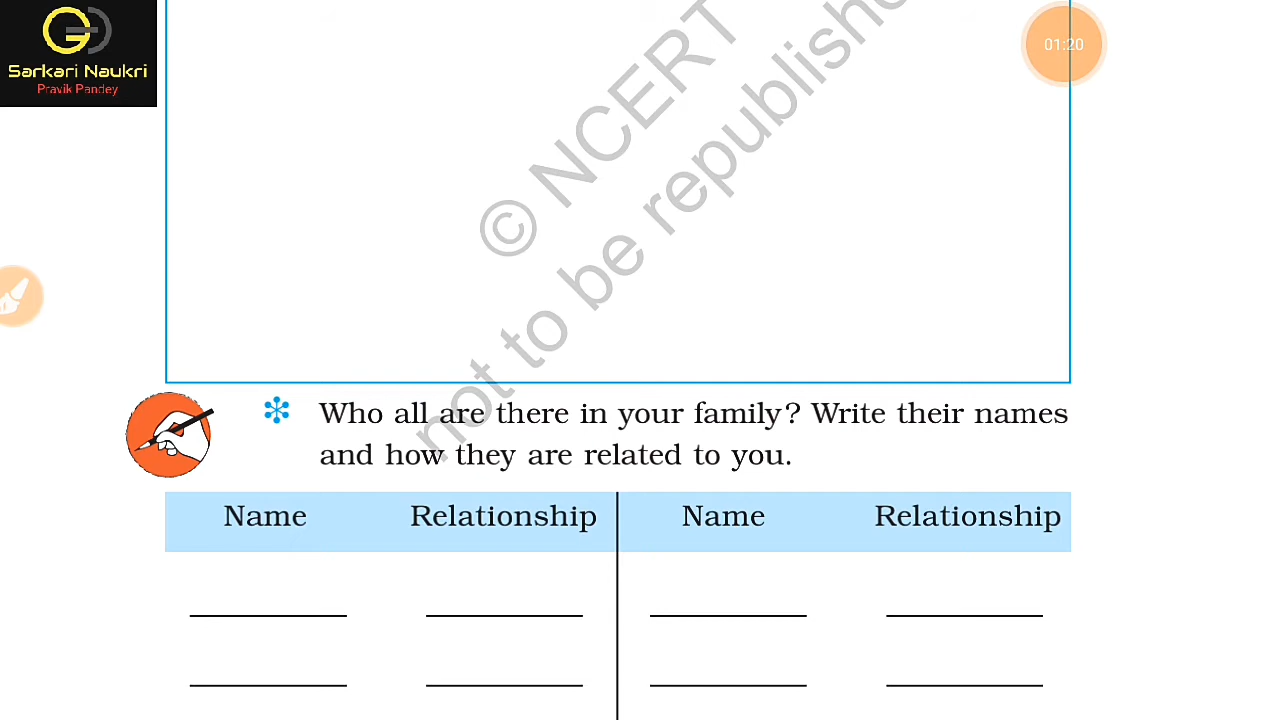 Sarkari Naukri
Pravik Pandey
01:20
© NCERT
not to be republishe
Who all are there in your family? Write their names
and how they are related to you.
Name Relationship Name Relationship